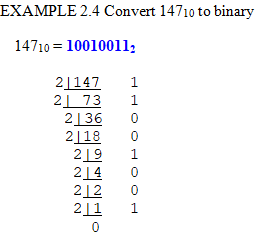 EXAMPLE 2.4 Convert 147₁₀ to binary
147₁₀ = 10010011₂
2|147 1
2| 73 1
2|36 0
2|18 0
2|9 1
2|4 0
2|2 0
2|1 1
0